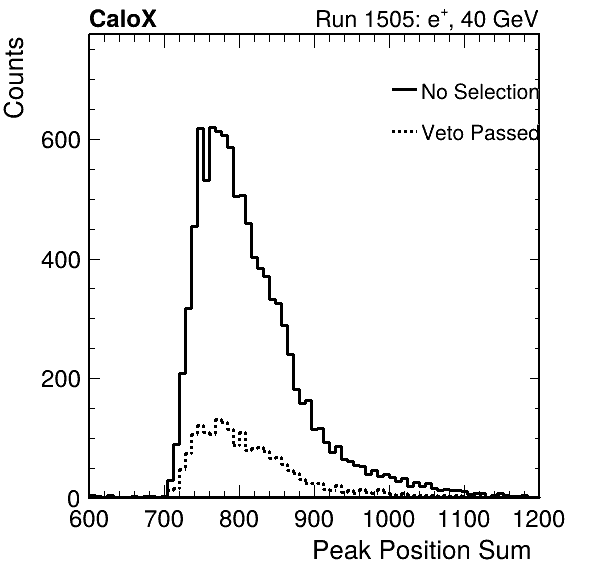 CaloX Run 1505: e⁺, 40 GeV
Counts
No Selection
Veto Passed
600
400
200
0
600 700 800 900 1000 1100 1200
Peak Position Sum